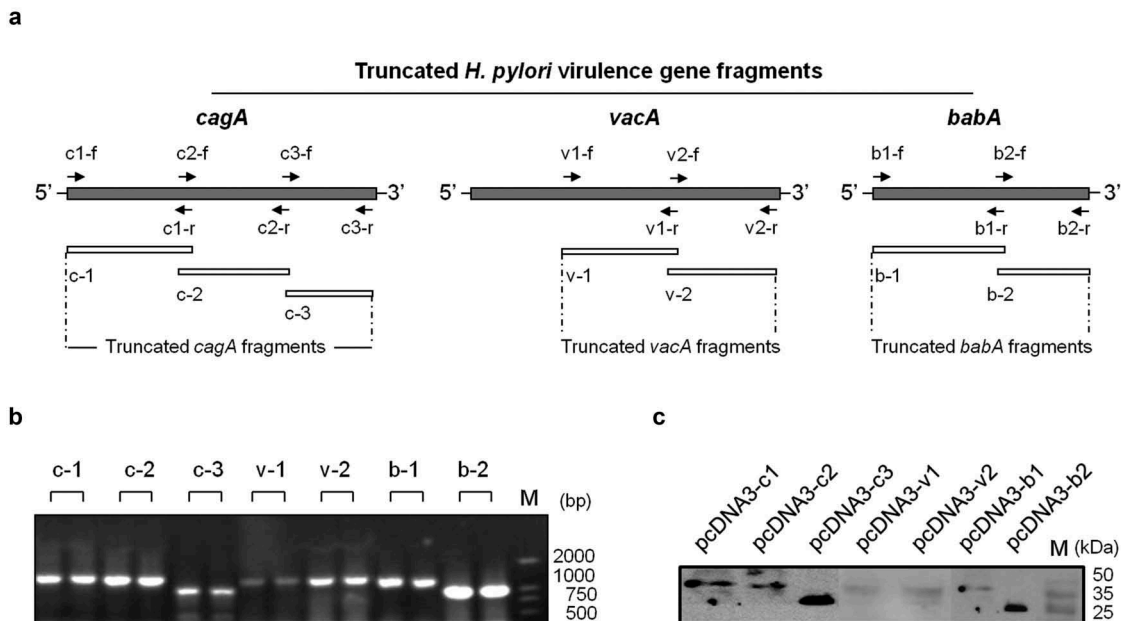 a
Truncated H. pylori virulence gene fragments
cagA vacA babA
c1-f c2-f c3-f v1-f v2-f b1-f b2-f
5’ 3’ 5’ 3’ 5’ 3’
c1-r c2-r c3-r v1-r v2-r b1-r b2-r
c-1 v-1 b-1
c-2 v-2 b-2
c-3
Truncated cagA fragments Truncated vacA fragments Truncated babA fragments
b
c-1 c-2 c-3 v-1 v-2 b-1 b-2
M (bp)
2000
1000
750
500
c
pcDNA3-c1 pcDNA3-c2 pcDNA3-c3 pcDNA3-v1 pcDNA3-v2 pcDNA3-b1 pcDNA3-b2
M (kDa)
50
35
25